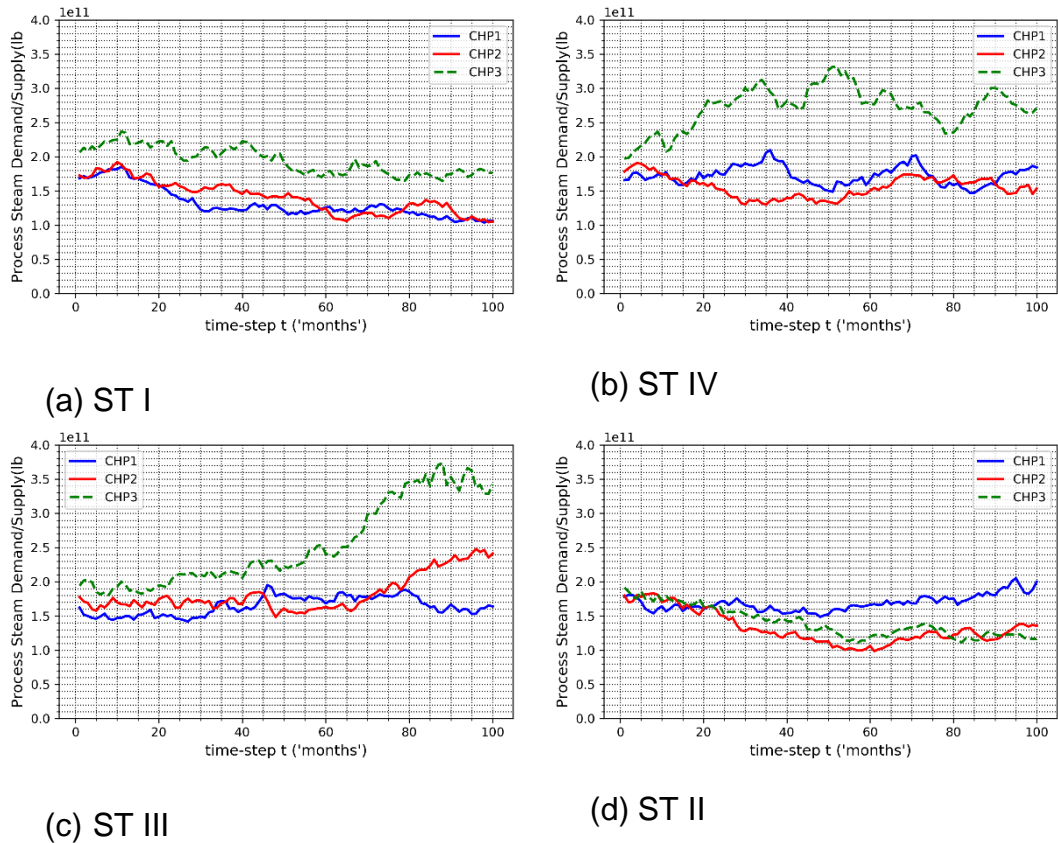 1e11
4.0
3.5
3.0
2.5
2.0
1.5
1.0
0.5
0.0
Process Steam Demand/Supply(lb
CHP1
CHP2
CHP3
0 20 40 60 80 100
time-step t ('months')
(a) ST I
1e11
4.0
3.5
3.0
2.5
2.0
1.5
1.0
0.5
0.0
Process Steam Demand/Supply(lb
CHP1
CHP2
CHP3
0 20 40 60 80 100
time-step t ('months')
(b) ST IV
1e11
4.0
3.5
3.0
2.5
2.0
1.5
1.0
0.5
0.0
Process Steam Demand/Supply(lb
CHP1
CHP2
CHP3
0 20 40 60 80 100
time-step t ('months')
(c) ST III
1e11
4.0
3.5
3.0
2.5
2.0
1.5
1.0
0.5
0.0
Process Steam Demand/Supply(lb
CHP1
CHP2
CHP3
0 20 40 60 80 100
time-step t ('months')
(d) ST II